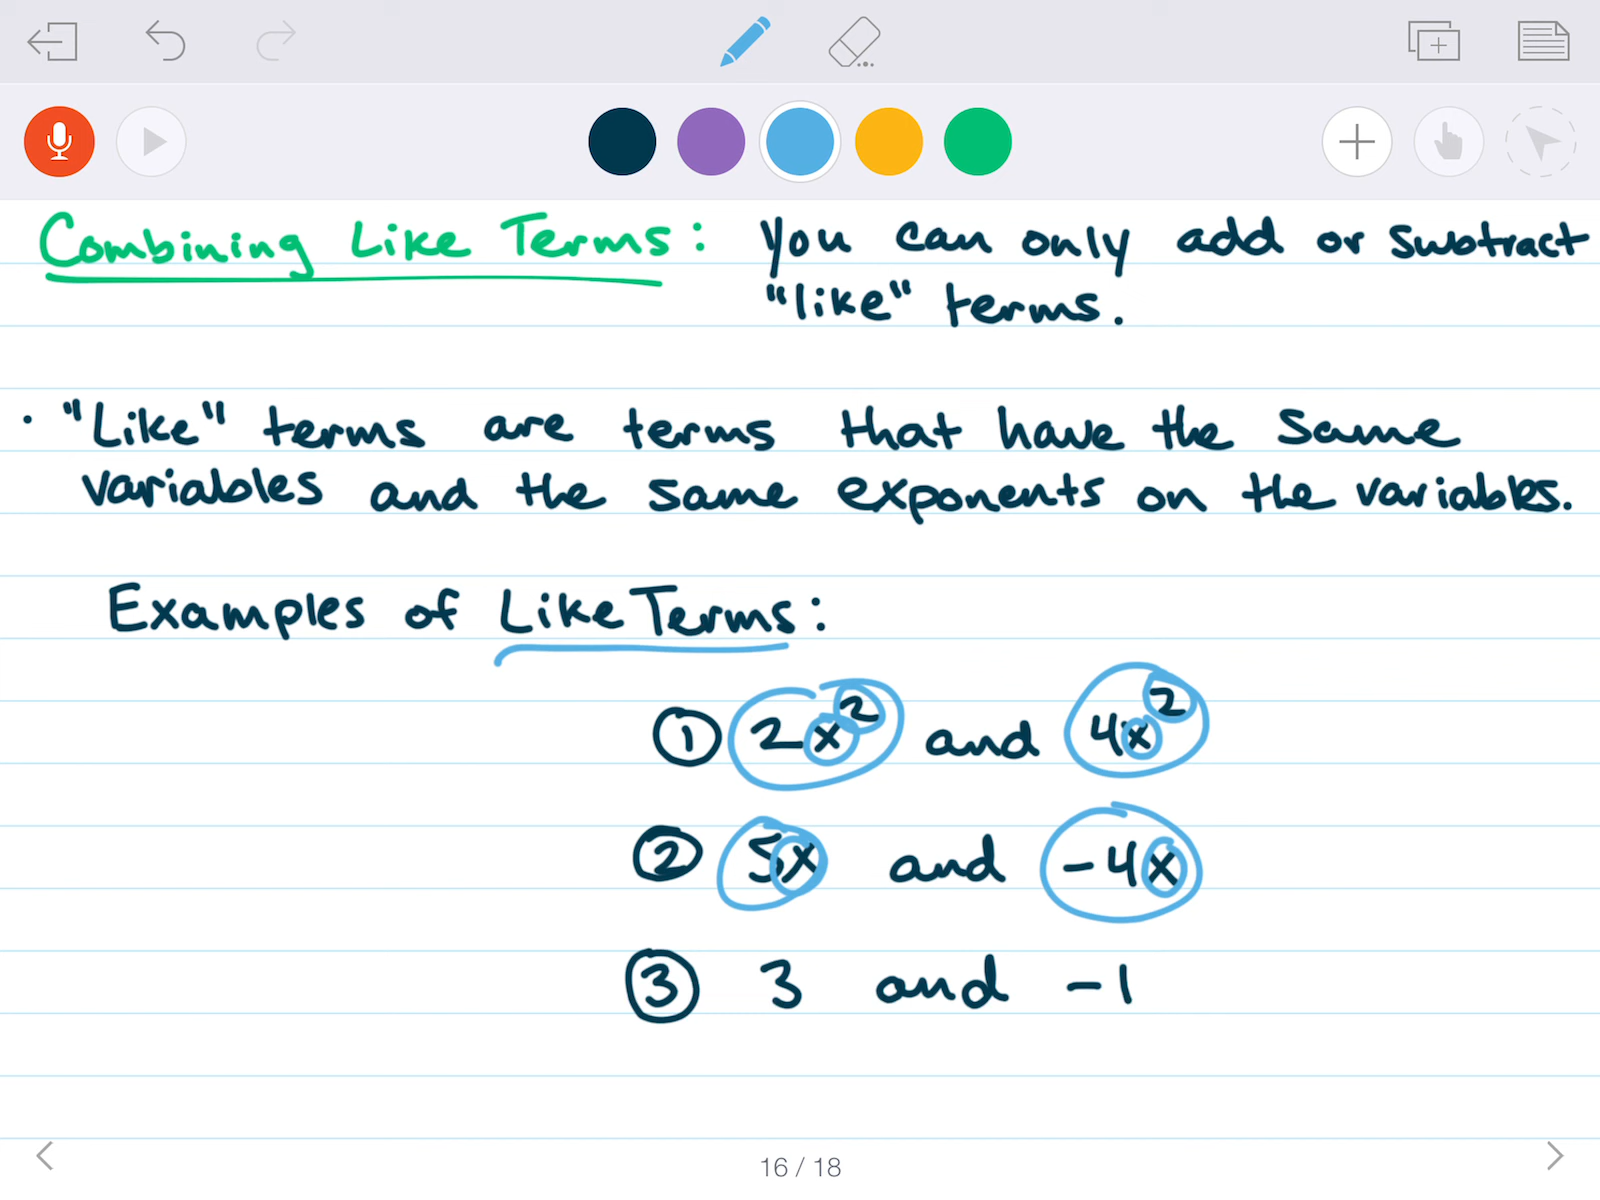 Combining Like Terms: You can only add or subtract
"like" terms.
· "Like" terms are terms that have the same
variables and the same exponents on the variables.
Examples of Like Terms:
① 2x² and 4x²
② 5x and -4x
③ 3 and -1
16 / 18